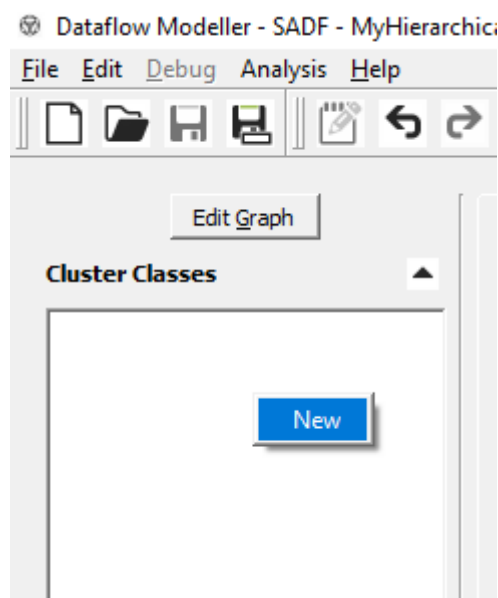 Dataflow Modeller - SADF - MyHierarchica
File Edit Debug Analysis Help
Edit Graph
Cluster Classes
New